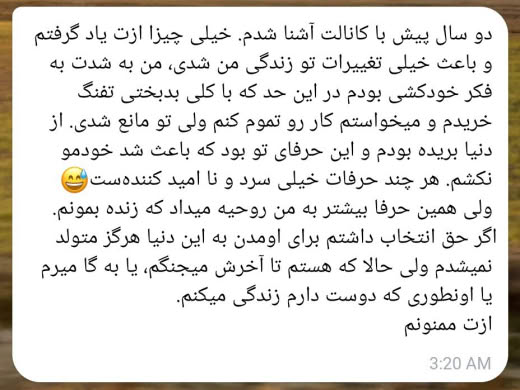 دو سال پیش با کانالت آشنا شدم. خیلی چیزا ازت یاد گرفتم
و باعث خیلی تغییرات تو زندگی من شدی، من به شدت به
فکر خودکشی بودم در این حد که با کلی بدبختی تفنگ
خریدم و میخواستم کار رو تموم کنم ولی تو مانع شدی. از
دنیا بریده بودم و این حرفای تو بود که باعث شد خودمو
نکشم. هر چند حرفات خیلی سرد و نا امید کننده‌ست😅
ولی همین حرفا بیشتر به من روحیه میداد که زنده بمونم.
اگر حق انتخاب داشتم برای اومدن به این دنیا هرگز متولد
نمیشدم ولی حالا که هستم تا آخرش میجنگم، یا به گا میرم
یا اونطوری که دوست دارم زندگی میکنم.
ازت ممنونم
3:20 AM